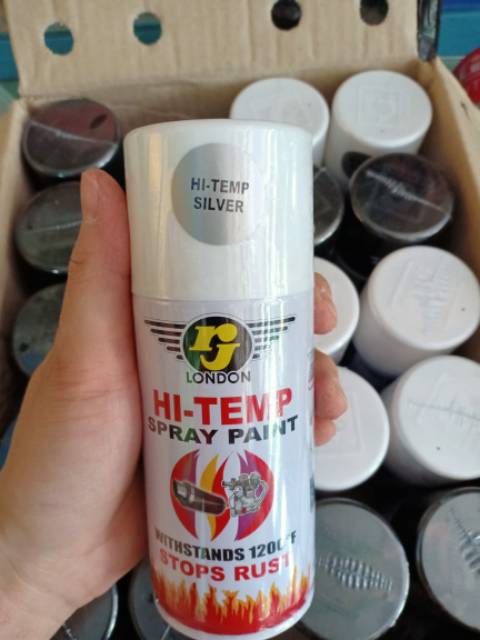 HI-TEMP
SILVER
rj
LONDON
HI-TEMP
SPRAY PAINT
WITHSTANDS 1200°F
STOPS RUST